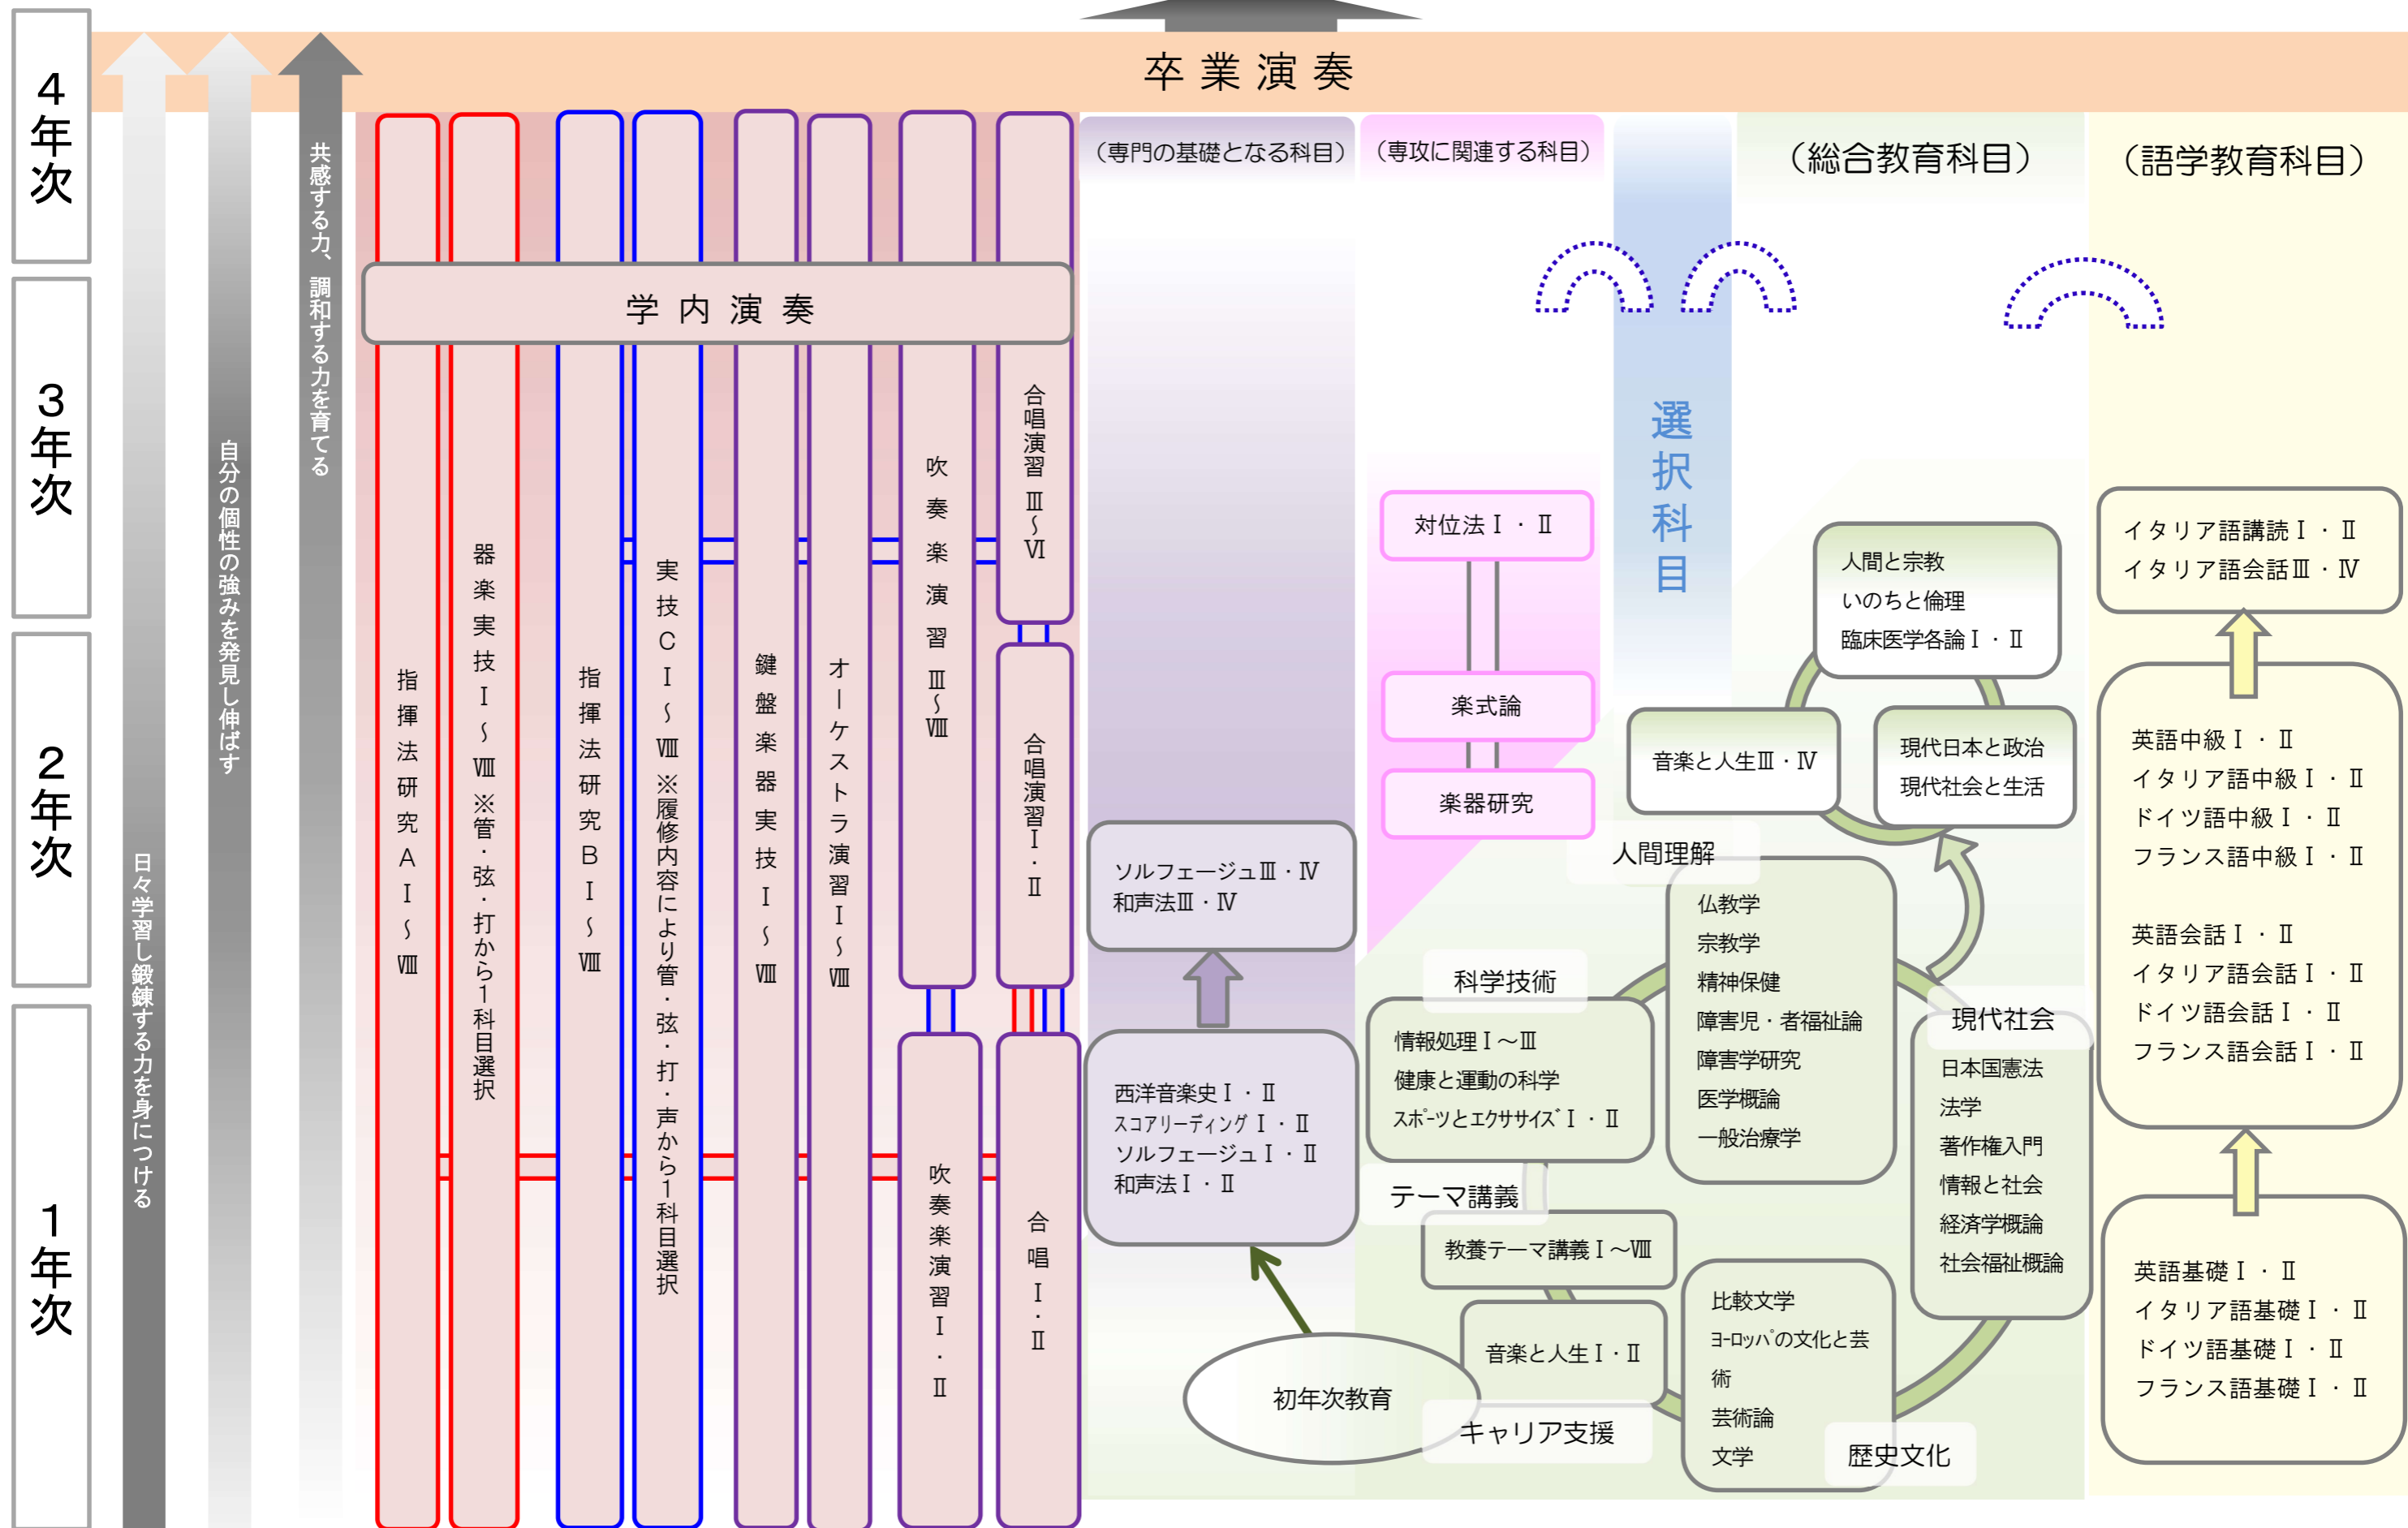 卒業演奏
4年次
3年次
2年次
1年次
日々学習し鍛錬する力を身につける
自分の個性の強みを発見し伸ばす
共感する力、調和する力を育てる
学内演奏
指揮法研究AⅠ～Ⅷ
器楽実技Ⅰ～Ⅷ ※管・弦・打から1科目選択
指揮法研究BⅠ～Ⅷ
実技CⅠ～Ⅷ ※履修内容により管・弦・打・声から1科目選択
鍵盤楽器実技Ⅰ～Ⅷ
オーケストラ演習Ⅰ～Ⅷ
吹奏楽演習Ⅲ～Ⅷ
吹奏楽演習Ⅰ・Ⅱ
合唱演習Ⅲ～Ⅵ
合唱演習Ⅰ・Ⅱ
合唱Ⅰ・Ⅱ
（専門の基礎となる科目）
ソルフェージュⅢ・Ⅳ
和声法Ⅲ・Ⅳ
西洋音楽史Ⅰ・Ⅱ
スコアリーディングⅠ・Ⅱ
ソルフェージュⅠ・Ⅱ
和声法Ⅰ・Ⅱ
初年次教育
（専攻に関連する科目）
対位法Ⅰ・Ⅱ
楽式論
楽器研究
選択科目
（総合教育科目）
人間と宗教
いのちと倫理
臨床医学各論Ⅰ・Ⅱ
音楽と人生Ⅲ・Ⅳ
現代日本と政治
現代社会と生活
人間理解
仏教学
宗教学
精神保健
障害児・者福祉論
障害学研究
医学概論
一般治療学
科学技術
情報処理Ⅰ～Ⅲ
健康と運動の科学
ｽﾎﾟｰﾂとｴｸｻｻｲｽﾞⅠ・Ⅱ
現代社会
日本国憲法
法学
著作権入門
情報と社会
経済学概論
社会福祉概論
テーマ講義
教養テーマ講義Ⅰ～Ⅷ
音楽と人生Ⅰ・Ⅱ
キャリア支援
比較文学
ﾖｰﾛｯﾊﾟの文化と芸
術
芸術論
文学
歴史文化
（語学教育科目）
イタリア語講読Ⅰ・Ⅱ
イタリア語会話Ⅲ・Ⅳ
英語中級Ⅰ・Ⅱ
イタリア語中級Ⅰ・Ⅱ
ドイツ語中級Ⅰ・Ⅱ
フランス語中級Ⅰ・Ⅱ
英語会話Ⅰ・Ⅱ
イタリア語会話Ⅰ・Ⅱ
ドイツ語会話Ⅰ・Ⅱ
フランス語会話Ⅰ・Ⅱ
英語基礎Ⅰ・Ⅱ
イタリア語基礎Ⅰ・Ⅱ
ドイツ語基礎Ⅰ・Ⅱ
フランス語基礎Ⅰ・Ⅱ